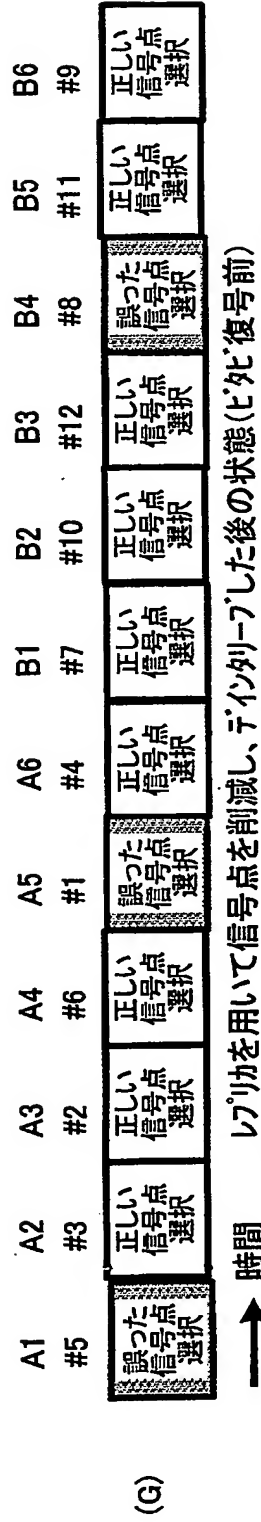 A1 A2 A3 A4 A5 A6 B1 B2 B3 B4 B5 B6
#5 #3 #2 #6 #1 #4 #7 #10 #12 #8 #11 #9
(G)
誤った
信号点
選択
正しい
信号点
選択
正しい
信号点
選択
正しい
信号点
選択
誤った
信号点
選択
正しい
信号点
選択
正しい
信号点
選択
正しい
信号点
選択
正しい
信号点
選択
誤った
信号点
選択
正しい
信号点
選択
正しい
信号点
選択
時間
レプリカを用いて信号点を削減し、デインタリーブした後の状態(ビタビ復号前)